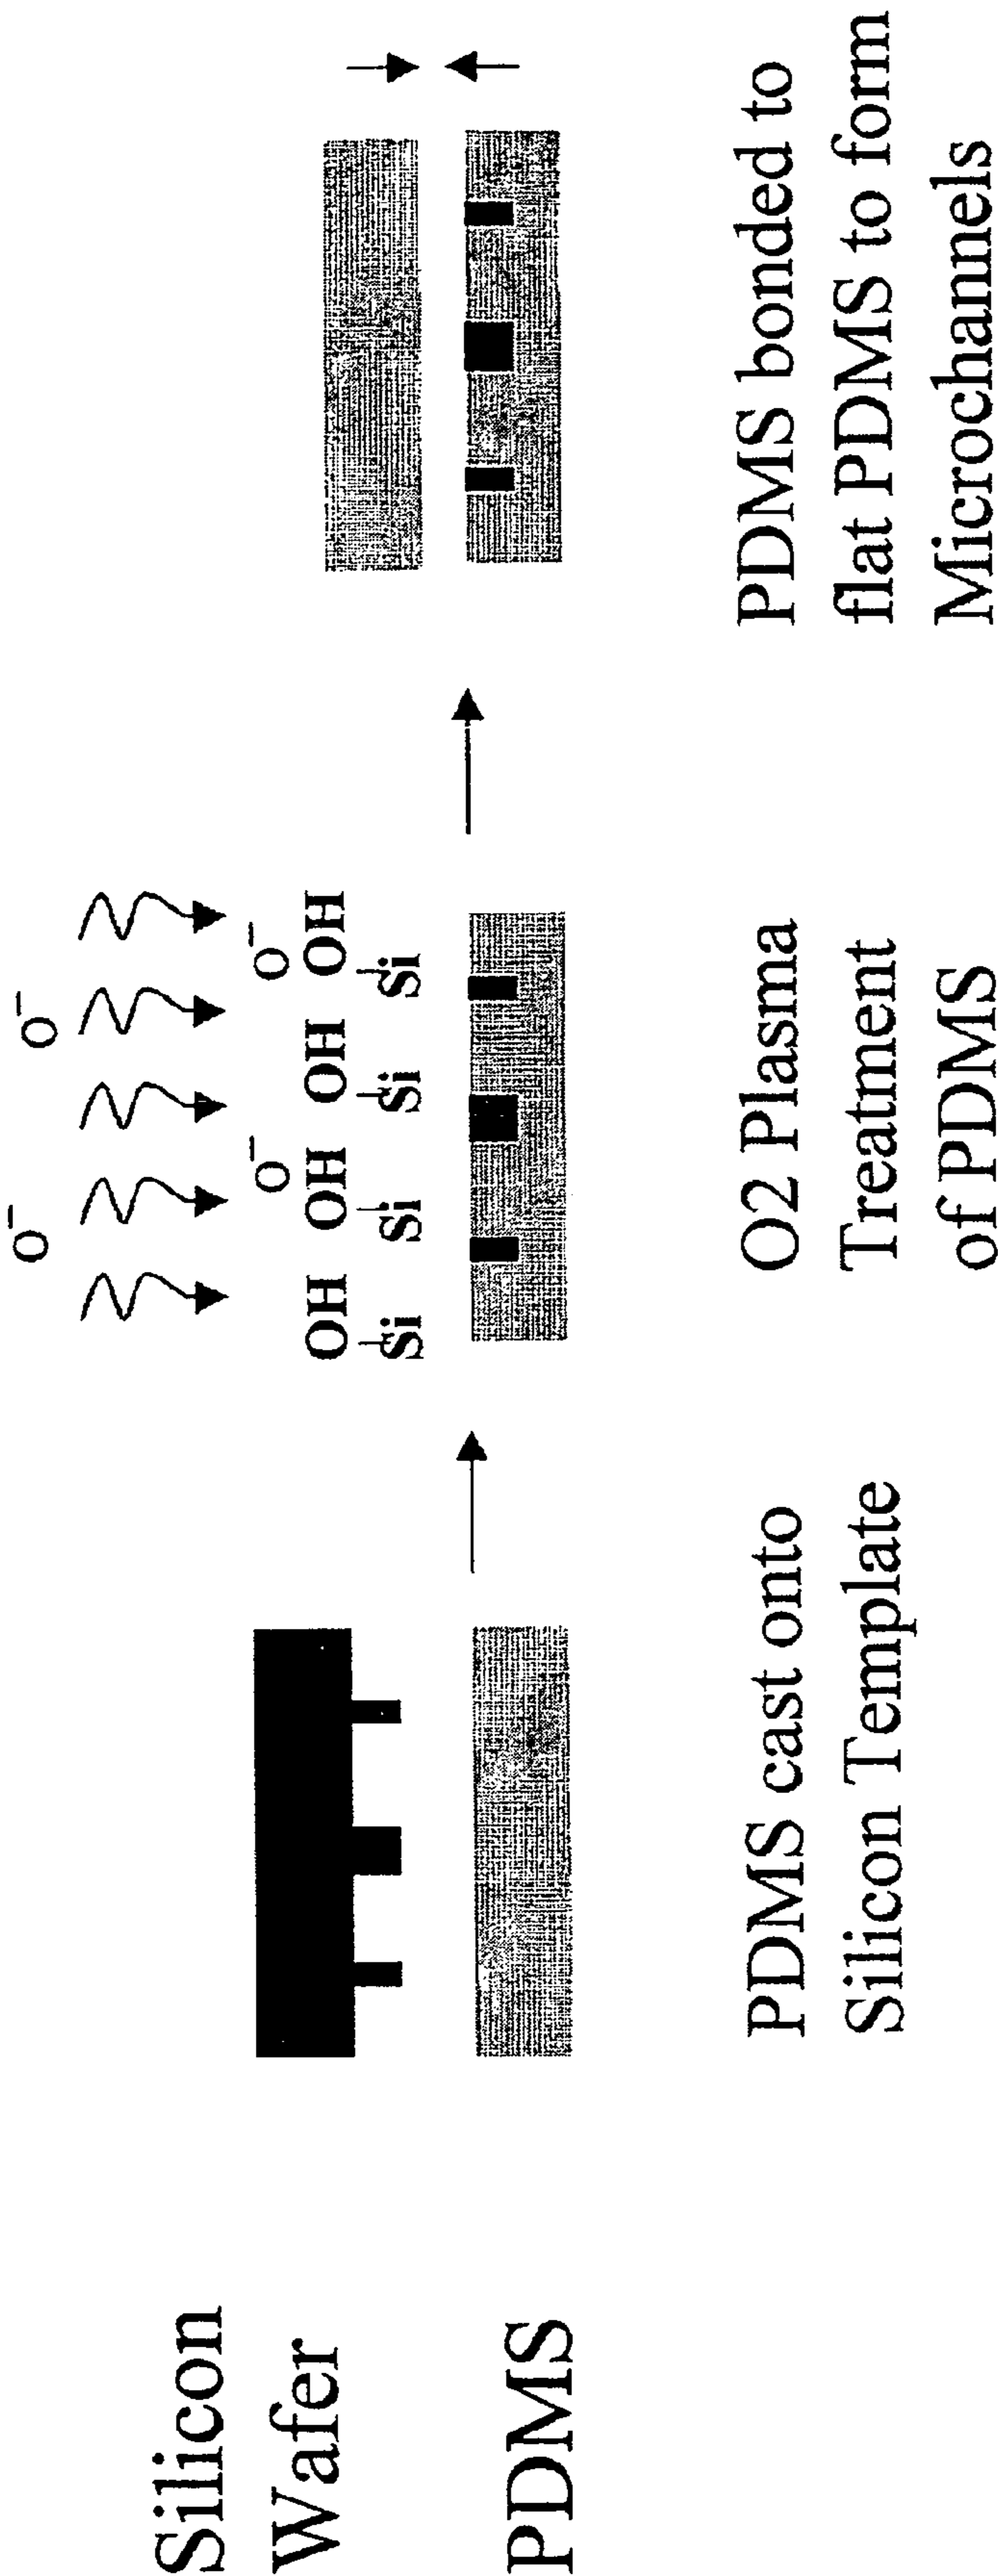 Silicon
Wafer
PDMS
PDMS cast onto
Silicon Template
O⁻ O⁻
O⁻ O⁻
OH OH OH OH
Si Si Si Si
O2 Plasma
Treatment
of PDMS
PDMS bonded to
flat PDMS to form
Microchannels